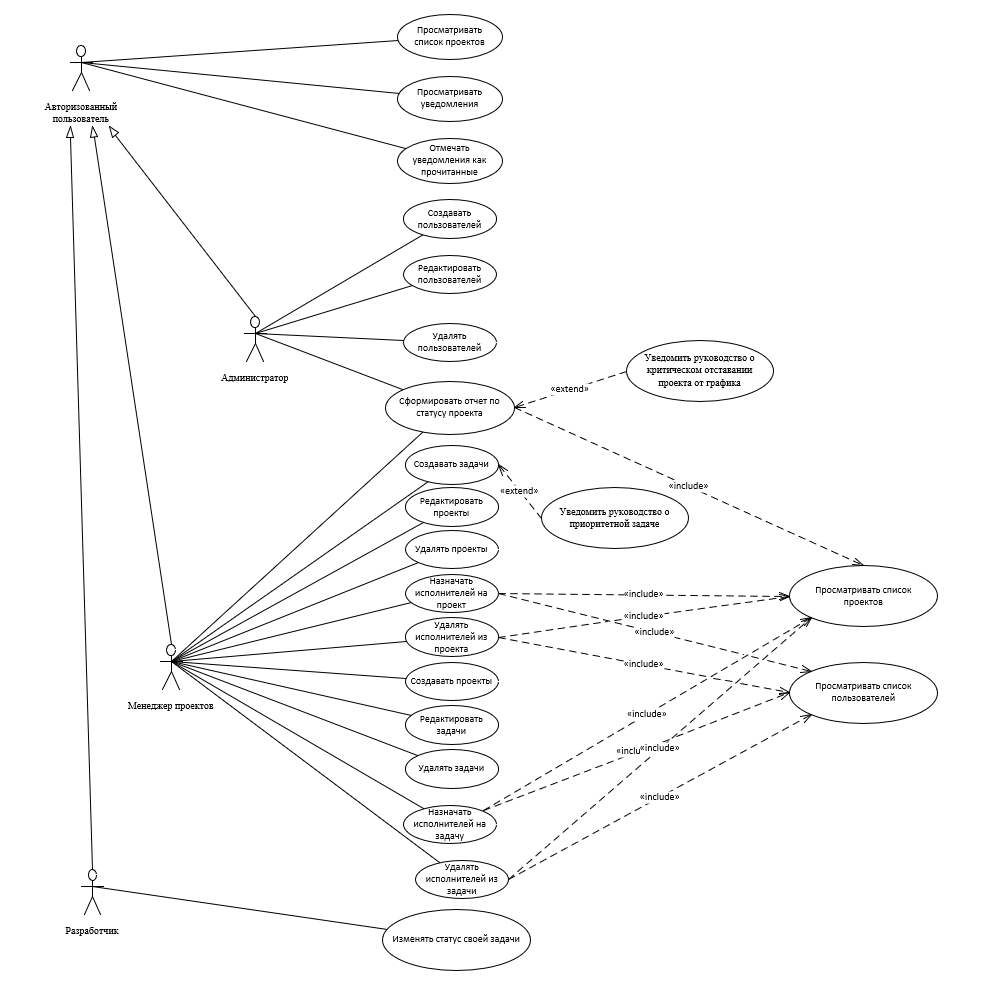 Просматривать
список проектов
Просматривать
уведомления
Отмечать
уведомления как
прочитанные
Авторизованный
пользователь
Создавать
пользователей
Редактировать
пользователей
Удалять
пользователей
Администратор
Сформировать отчет по
статусу проекта
Уведомить руководство о
критическом отставании
проекта от графика
«extend»
Создавать задачи
«extend»
«include»
Редактировать
проекты
Уведомить руководство о
приоритетной задаче
Удалять проекты
Назначать
исполнителей на
проект
«include»
«include»
Просматривать список
проектов
Удалять
исполнителей из
проекта
«include»
Создавать проекты
Просматривать список
пользователей
Менеджер проектов
Редактировать
задачи
«include»
«inclu
«include»
Удалять задачи
«include»
Назначать
исполнителей на
задачу
Удалять
исполнителей из
задачи
Разработчик
Изменять статус своей задачи